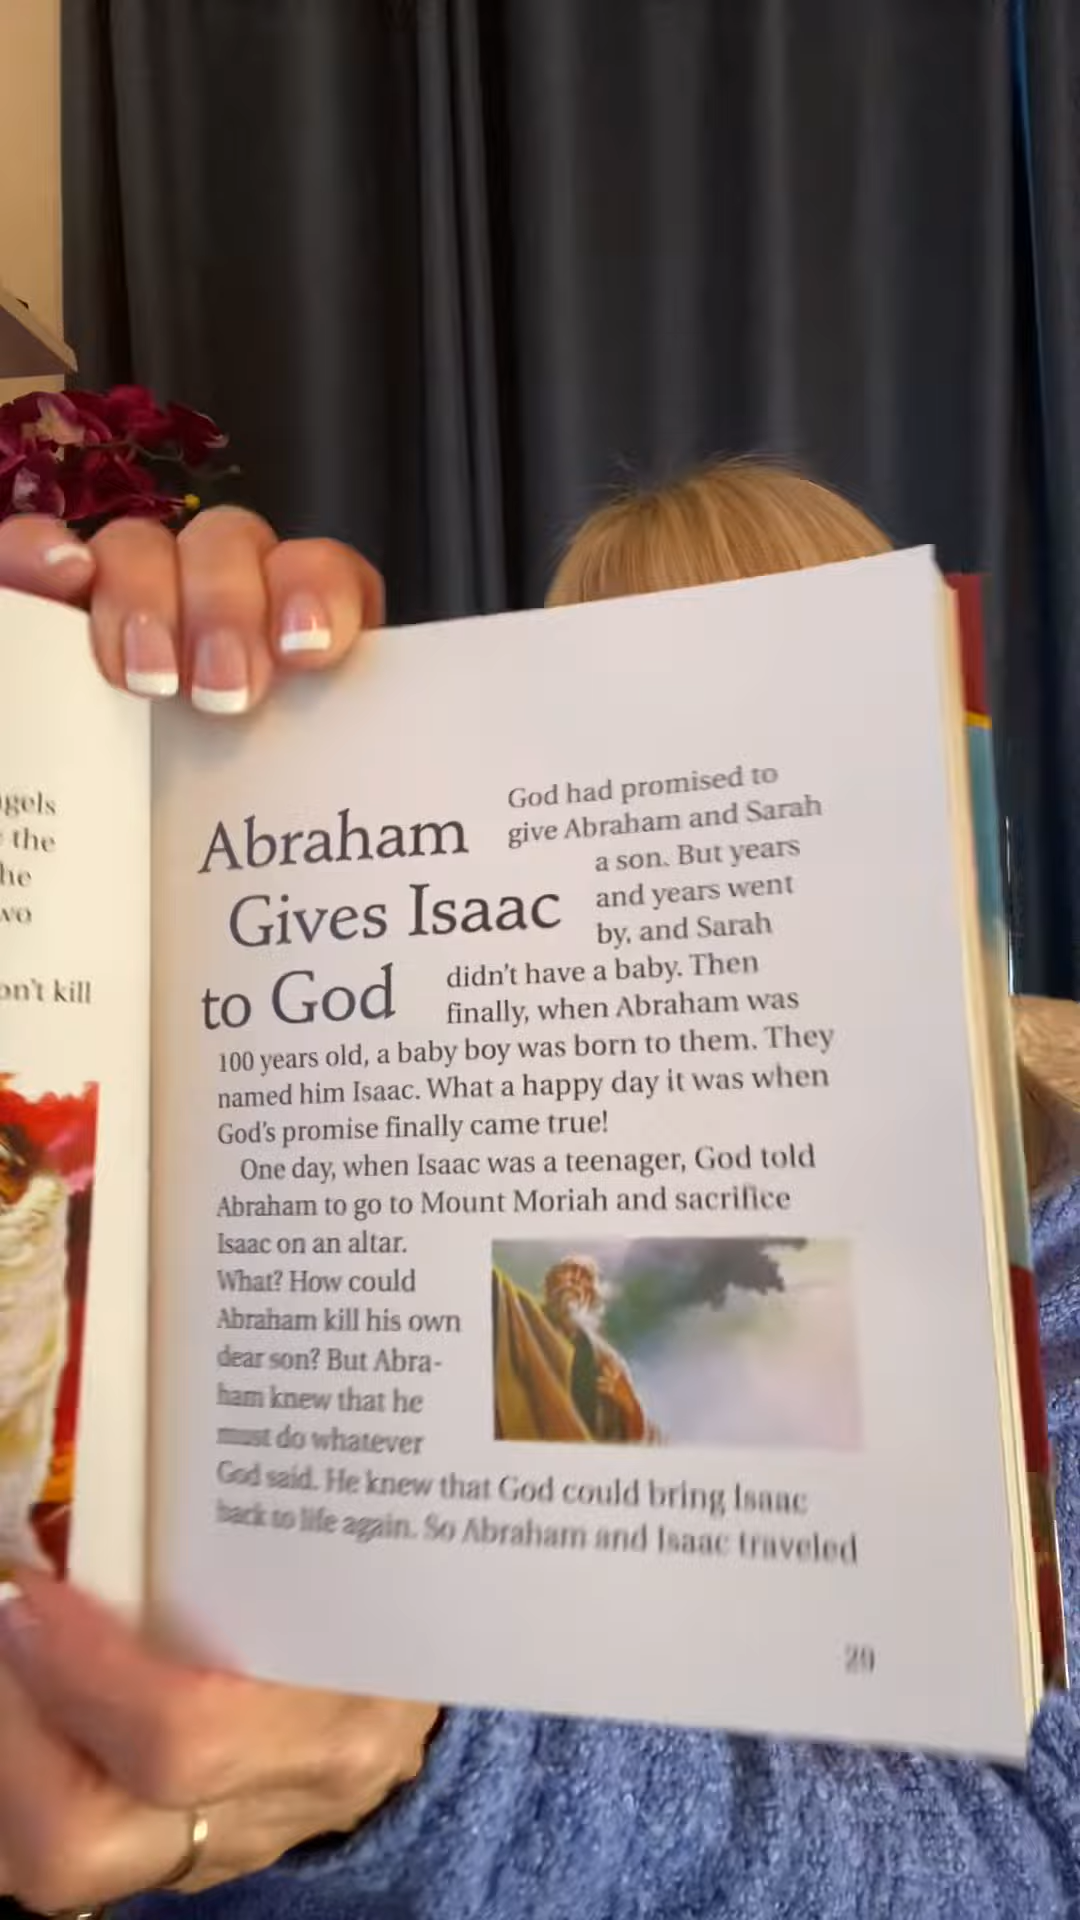 gels
the
he
wo
on't kill
Abraham
Gives Isaac
to God
God had promised to
give Abraham and Sarah
a son. But years
and years went
by, and Sarah
didn't have a baby. Then
finally, when Abraham was
100 years old, a baby boy was born to them. They
named him Isaac. What a happy day it was when
God's promise finally came true!
One day, when Isaac was a teenager, God told
Abraham to go to Mount Moriah and sacrifice
Isaac on an altar.
What? How could
Abraham kill his own
dear son? But Abra-
ham knew that he
must do whatever
God said. He knew that God could bring Isaac
back to life again. So Abraham and Isaac traveled